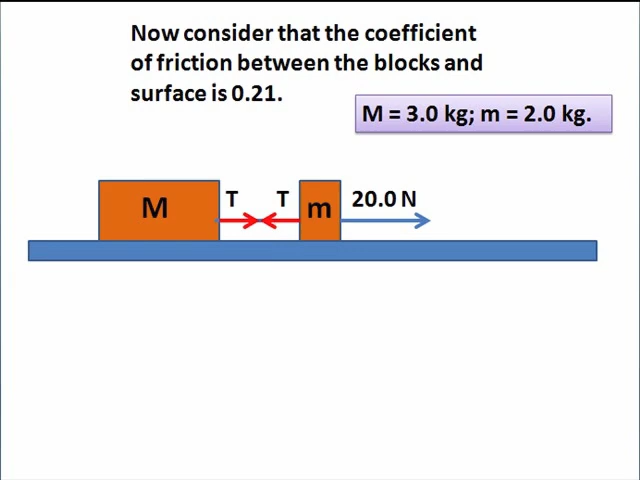 Now consider that the coefficient
of friction between the blocks and
surface is 0.21.
M = 3.0 kg; m = 2.0 kg.
M T T m 20.0 N